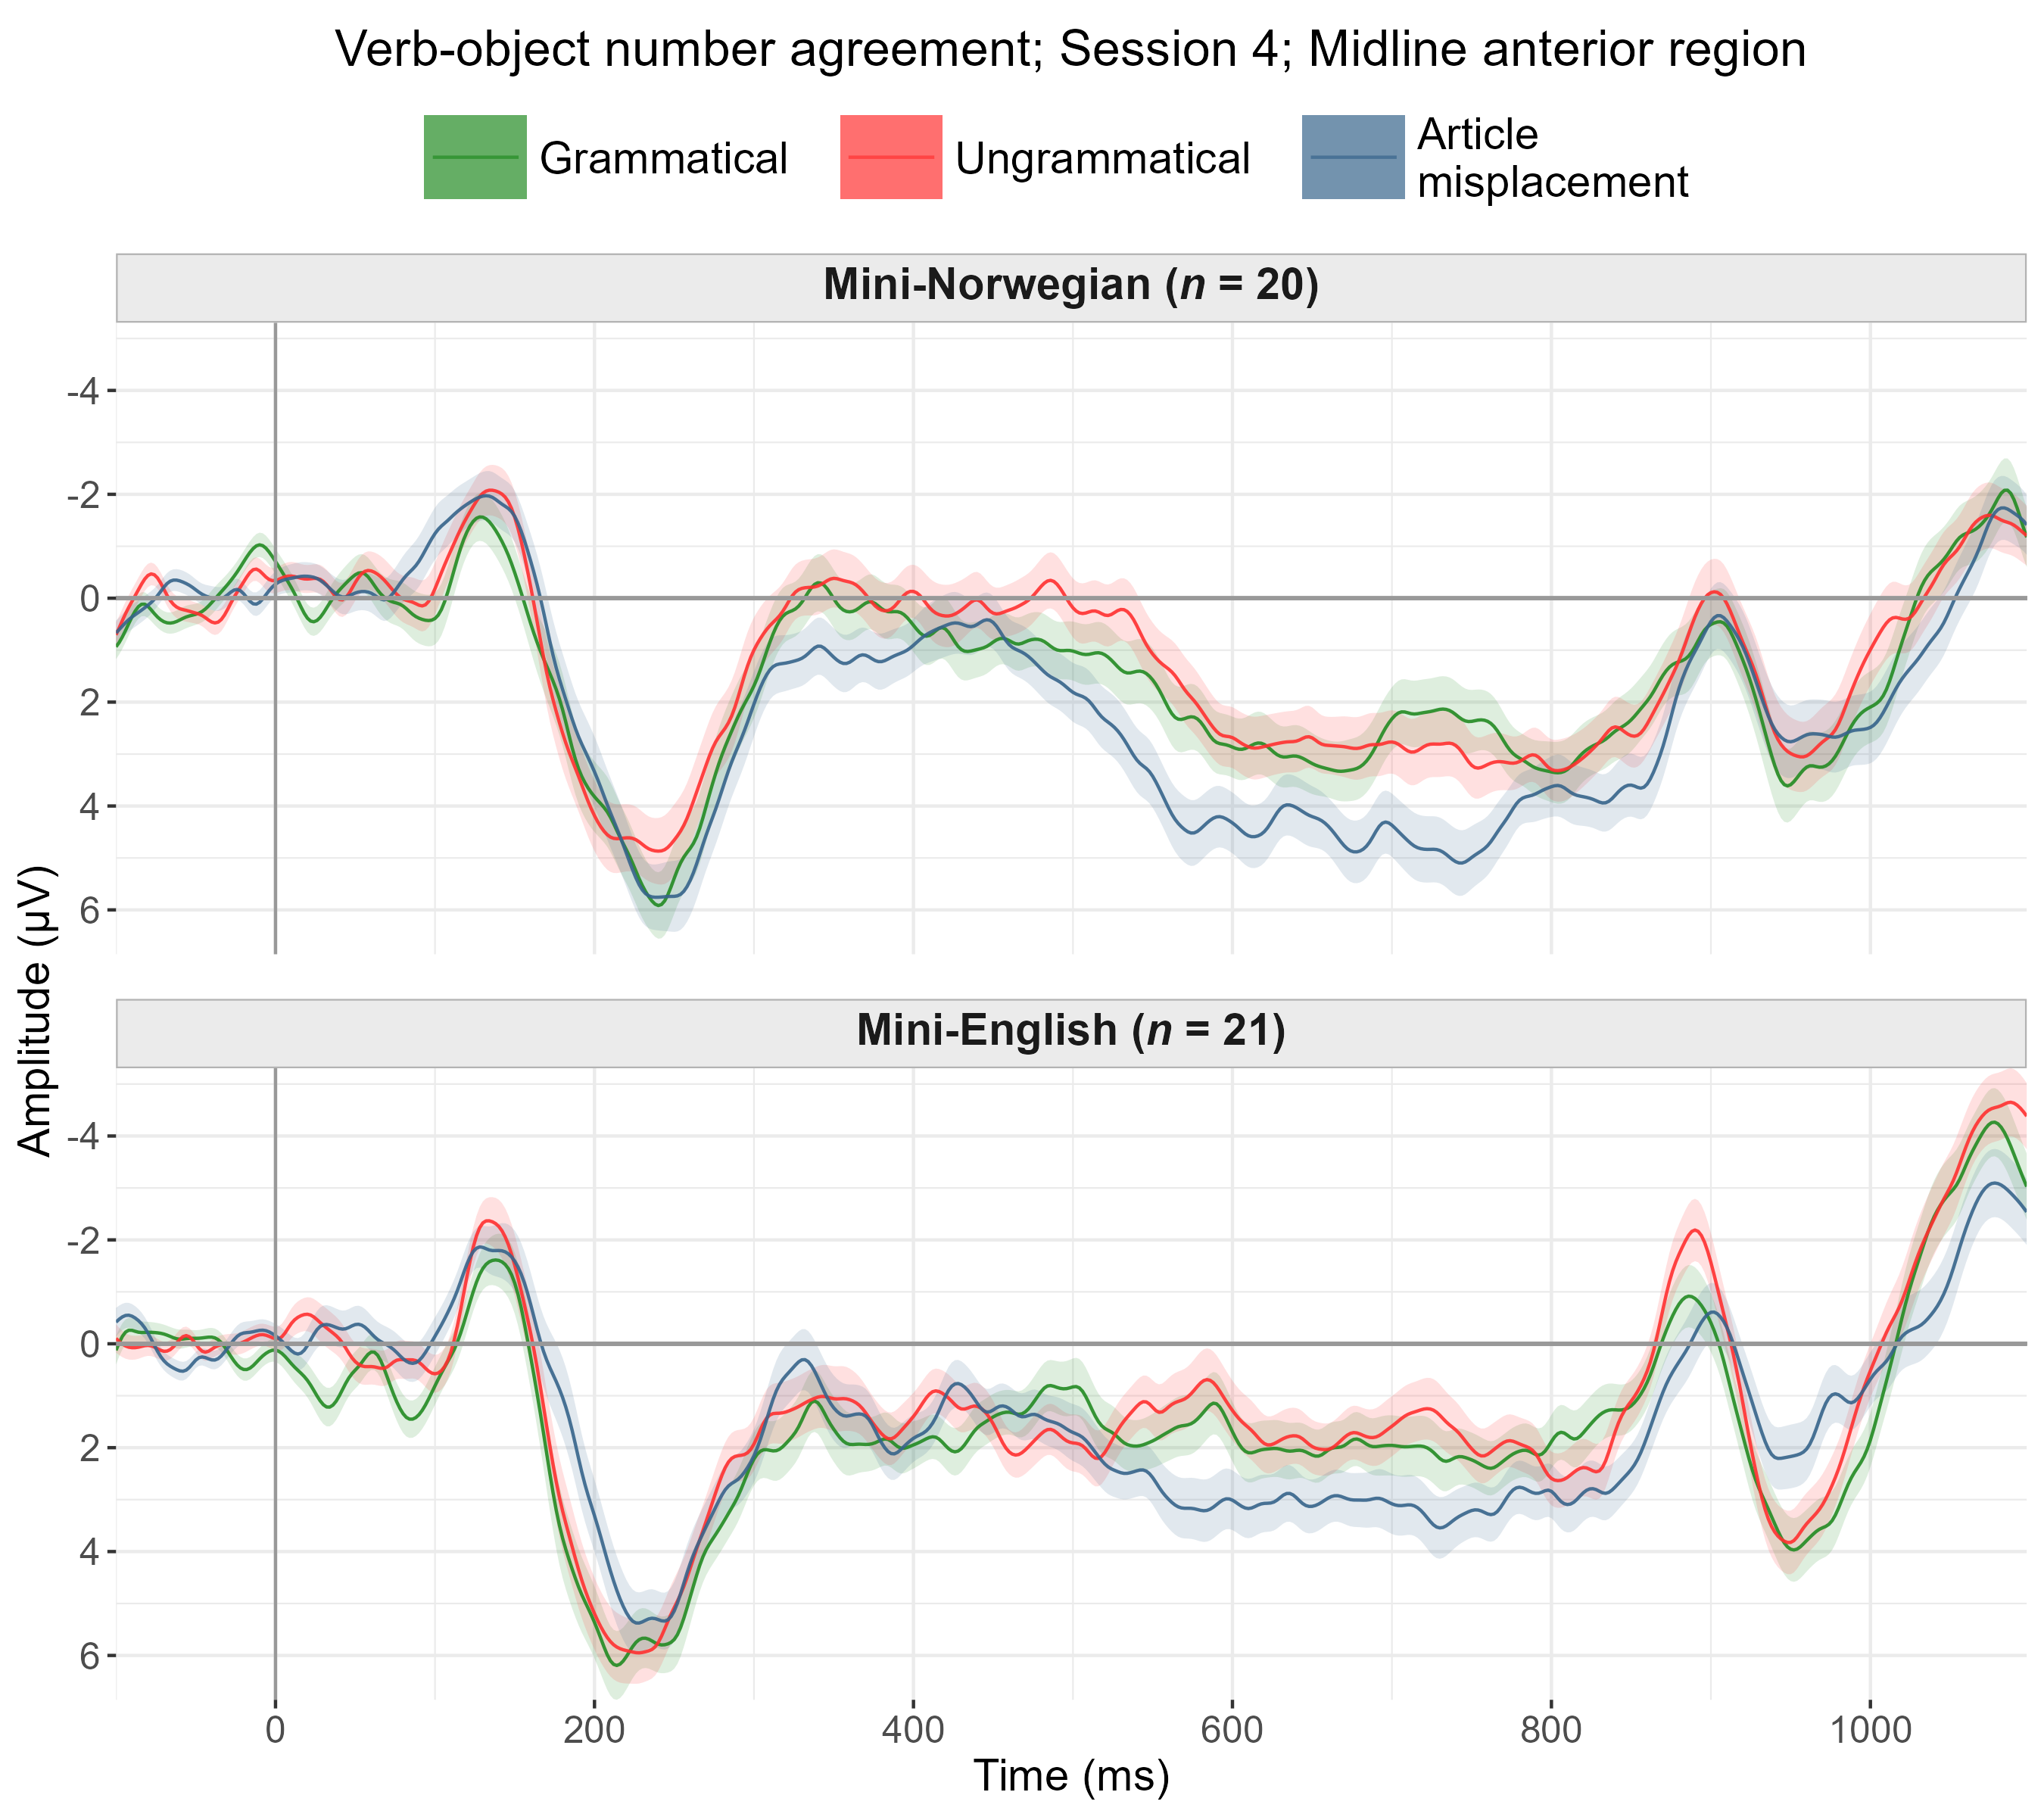 Verb-object number agreement; Session 4; Midline anterior region
Grammatical
Ungrammatical
Article
misplacement
Mini-Norwegian (n = 20)
-4
-2
0
2
4
6
Mini-English (n = 21)
-4
-2
0
2
4
6
Amplitude (µV)
0 200 400 600 800 1000
Time (ms)